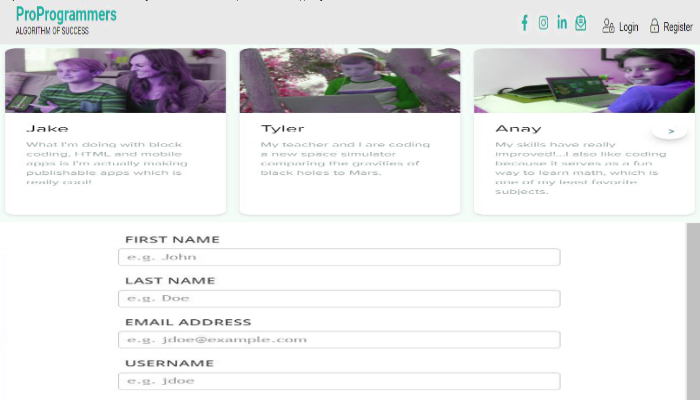 ProProgrammers
ALGORITHM OF SUCCESS
Login
Register
Jake
What I'm doing with block
coding, HTML and mobile
apps is I'm actually making
publishable apps which is
really cool!
Tyler
My teacher and I are coding
a new space simulator
comparing the gravities of
black holes to Mars.
Anay
My skills have really
improved!...I also like coding
because it serves as a fun
way to learn math, which is
one of my least favorite
subjects.
>
FIRST NAME
e.g. John
LAST NAME
e.g. Doe
EMAIL ADDRESS
e.g. jdoe@example.com
USERNAME
e.g. jdoe